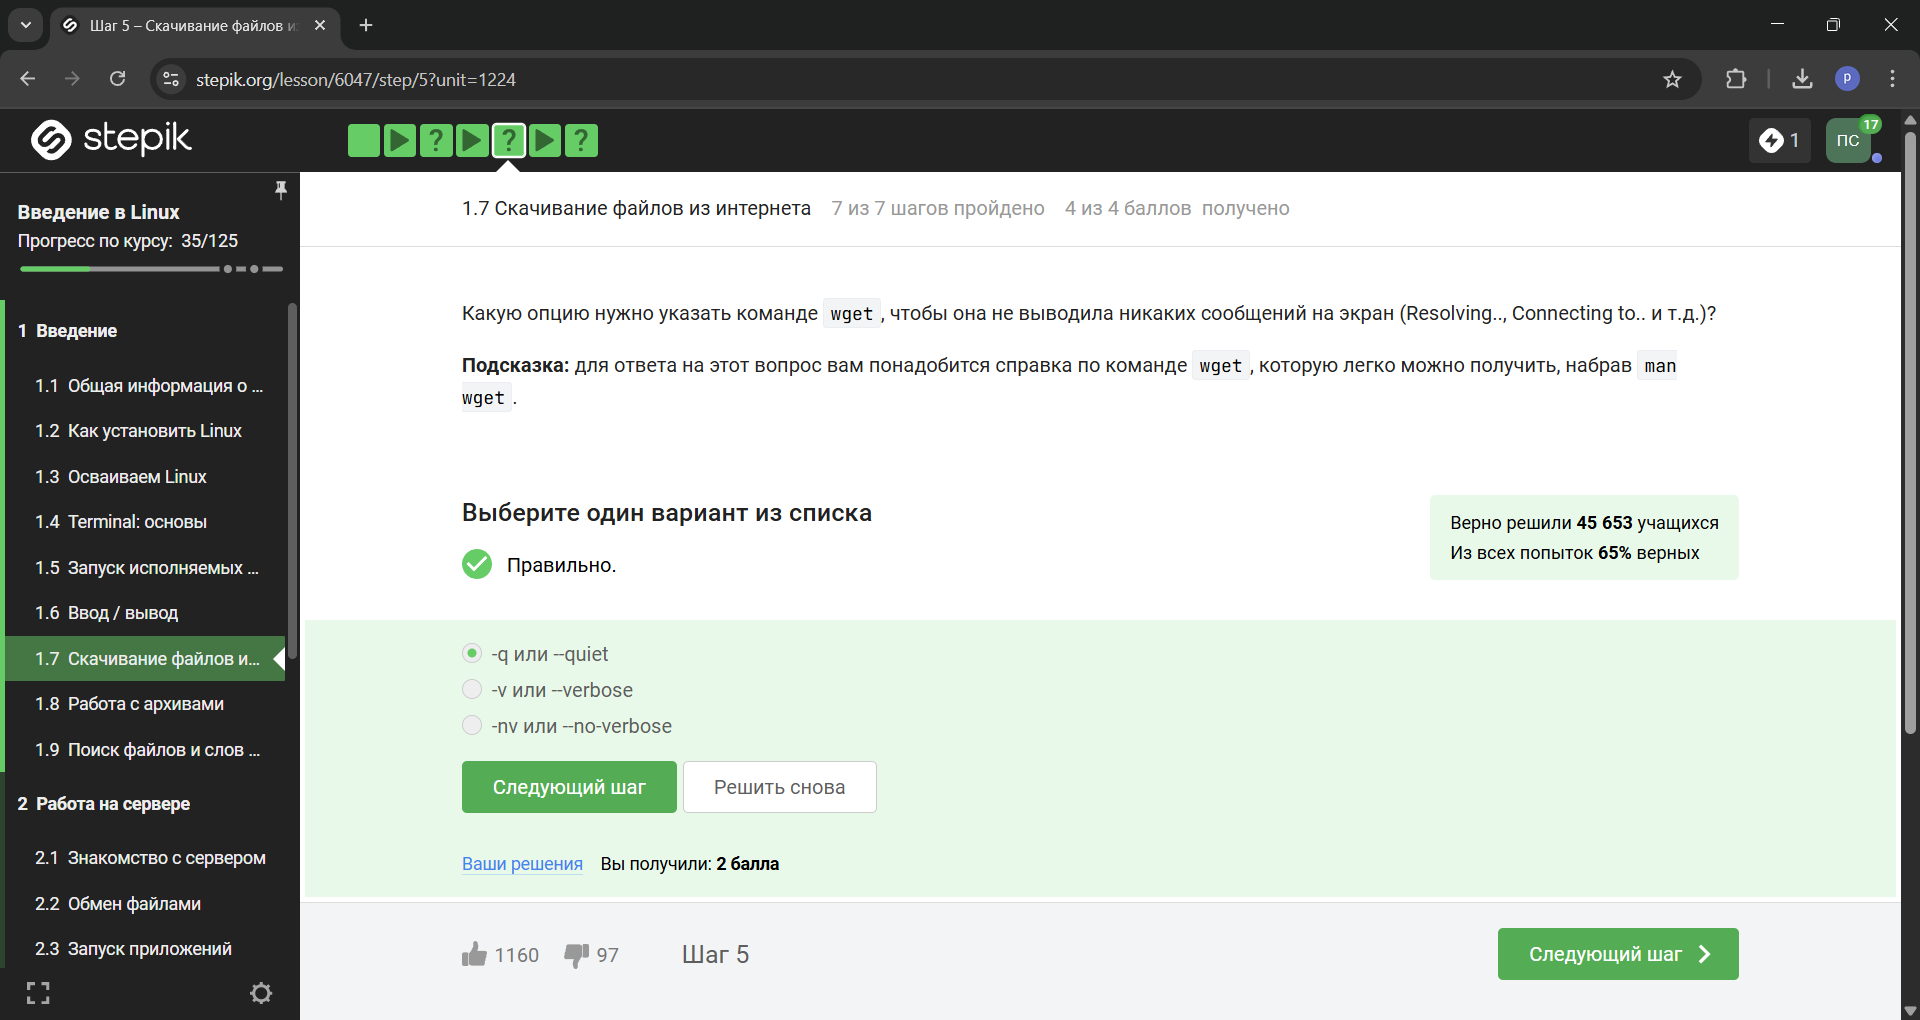 Шаг 5 – Скачивание файлов из
stepik.org/lesson/6047/step/5?unit=1224
P
stepik
? ? ?
1
ПС
17
Введение в Linux
Прогресс по курсу: 35/125
1 Введение
1.1 Общая информация о ...
1.2 Как установить Linux
1.3 Осваиваем Linux
1.4 Terminal: основы
1.5 Запуск исполняемых ...
1.6 Ввод / вывод
1.7 Скачивание файлов и...
1.8 Работа с архивами
1.9 Поиск файлов и слов ...
2 Работа на сервере
2.1 Знакомство с сервером
2.2 Обмен файлами
2.3 Запуск приложений
1.7 Скачивание файлов из интернета 7 из 7 шагов пройдено 4 из 4 баллов получено
Какую опцию нужно указать команде wget, чтобы она не выводила никаких сообщений на экран (Resolving.., Connecting to.. и т.д.)?
Подсказка: для ответа на этот вопрос вам понадобится справка по команде wget, которую легко можно получить, набрав man
wget.
Выберите один вариант из списка
Правильно.
Верно решили 45 653 учащихся
Из всех попыток 65% верных
-q или --quiet
-v или --verbose
-nv или --no-verbose
Следующий шаг
Решить снова
Ваши решения Вы получили: 2 балла
1160 97 Шаг 5
Следующий шаг